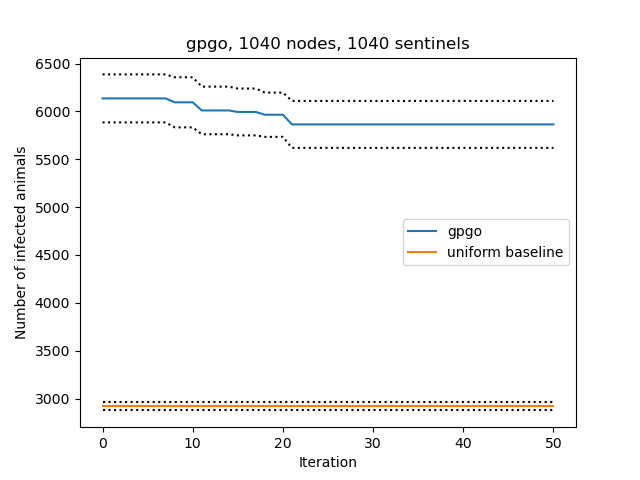 gpgo, 1040 nodes, 1040 sentinels
6500
6000
5500
5000
4500
4000
3500
3000
Number of infected animals
gpgo
uniform baseline
0
10
20
30
40
50
Iteration